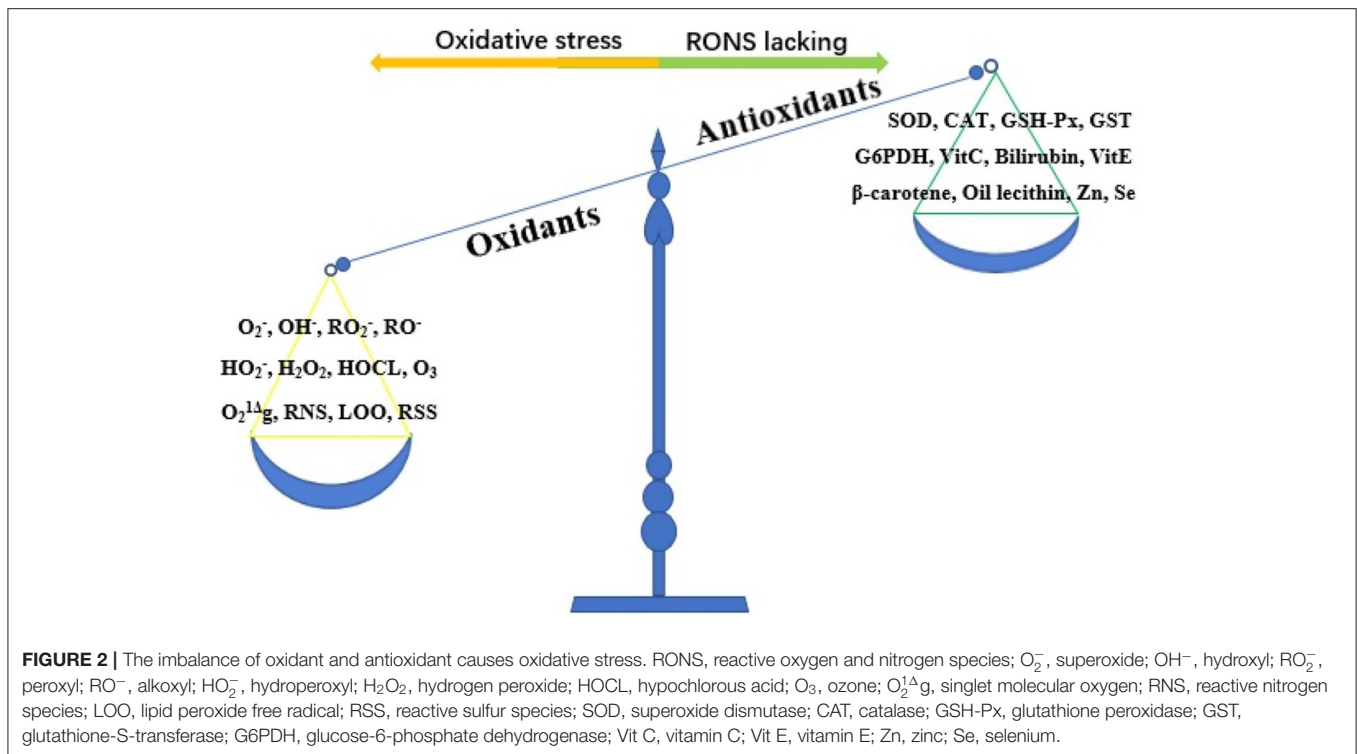 Oxidative stress RONS lacking
Antioxidants
Oxidants
SOD, CAT, GSH-Px, GST
G6PDH, VitC, Bilirubin, VitE
β-carotene, Oil lecithin, Zn, Se
O₂⁻, OH⁻, RO₂⁻, RO⁻
HO₂⁻, H₂O₂, HOCL, O₃
O₂¹ᐃg, RNS, LOO, RSS
FIGURE 2 | The imbalance of oxidant and antioxidant causes oxidative stress. RONS, reactive oxygen and nitrogen species; O₂⁻, superoxide; OH⁻, hydroxyl; RO₂⁻,
peroxyl; RO⁻, alkoxyl; HO₂⁻, hydroperoxyl; H₂O₂, hydrogen peroxide; HOCL, hypochlorous acid; O₃, ozone; O₂¹ᐃg, singlet molecular oxygen; RNS, reactive nitrogen
species; LOO, lipid peroxide free radical; RSS, reactive sulfur species; SOD, superoxide dismutase; CAT, catalase; GSH-Px, glutathione peroxidase; GST,
glutathione-S-transferase; G6PDH, glucose-6-phosphate dehydrogenase; Vit C, vitamin C; Vit E, vitamin E; Zn, zinc; Se, selenium.